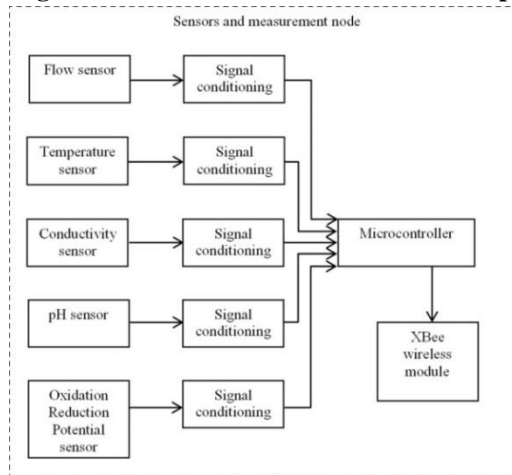 Sensors and measurement node
Flow sensor
Signal
conditioning
Temperature
sensor
Signal
conditioning
Conductivity
sensor
Signal
conditioning
Microcontroller
pH sensor
Signal
conditioning
XBee
wireless
module
Oxidation
Reduction
Potential
sensor
Signal
conditioning